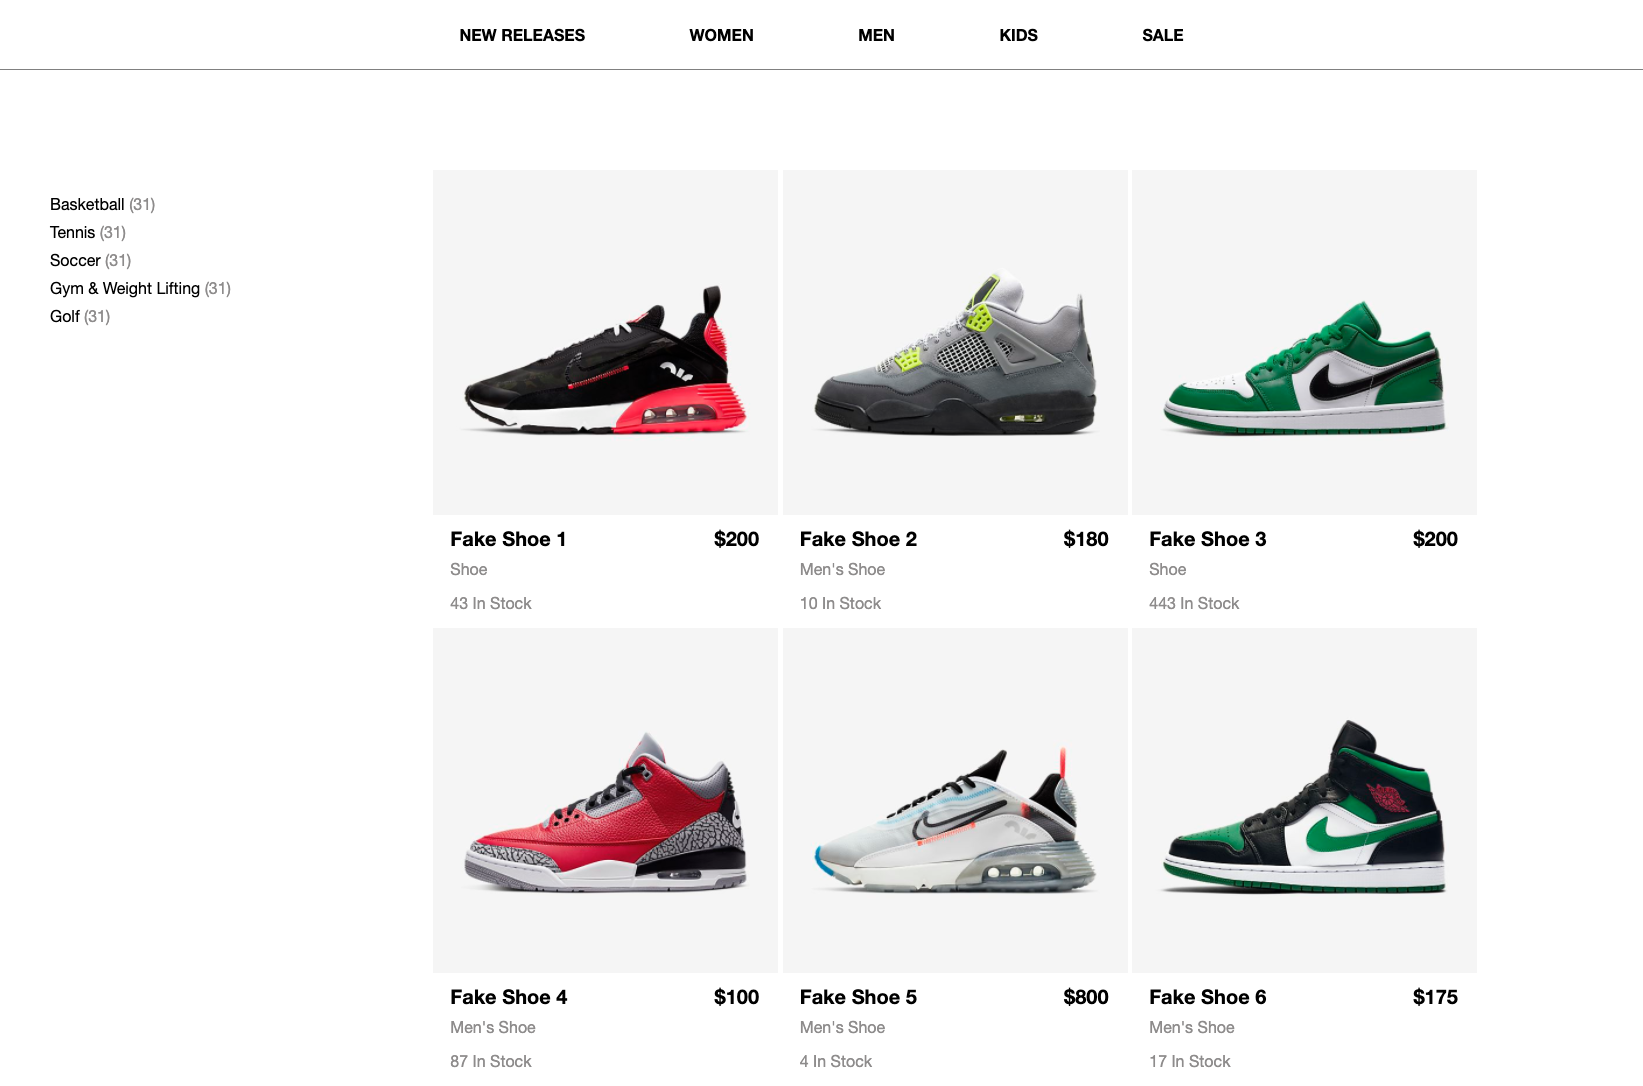 NEW RELEASES WOMEN MEN KIDS SALE
Basketball (31)
Tennis (31)
Soccer (31)
Gym & Weight Lifting (31)
Golf (31)
Fake Shoe 1 $200
Shoe
43 In Stock
Fake Shoe 2 $180
Men's Shoe
10 In Stock
Fake Shoe 3 $200
Shoe
443 In Stock
Fake Shoe 4 $100
Men's Shoe
87 In Stock
Fake Shoe 5 $800
Men's Shoe
4 In Stock
Fake Shoe 6 $175
Men's Shoe
17 In Stock